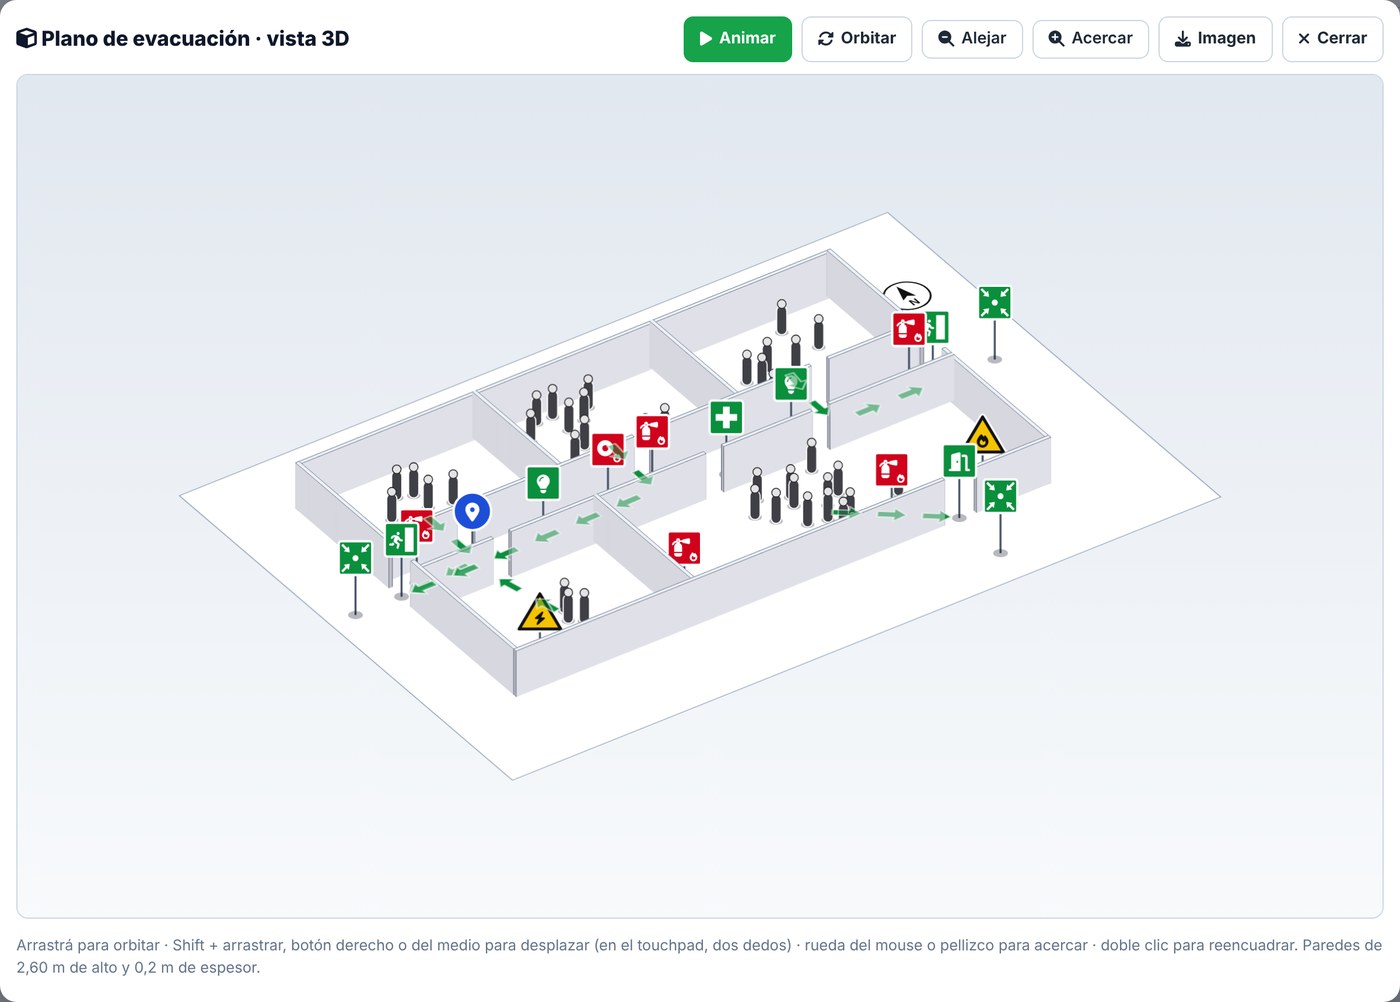 Plano de evacuación · vista 3D
Animar
Orbitar
Alejar
Acercar
Imagen
Cerrar
N
Arrastrá para orbitar · Shift + arrastrar, botón derecho o del medio para desplazar (en el touchpad, dos dedos) · rueda del mouse o pellizco para acercar · doble clic para reencuadrar. Paredes de
2,60 m de alto y 0,2 m de espesor.